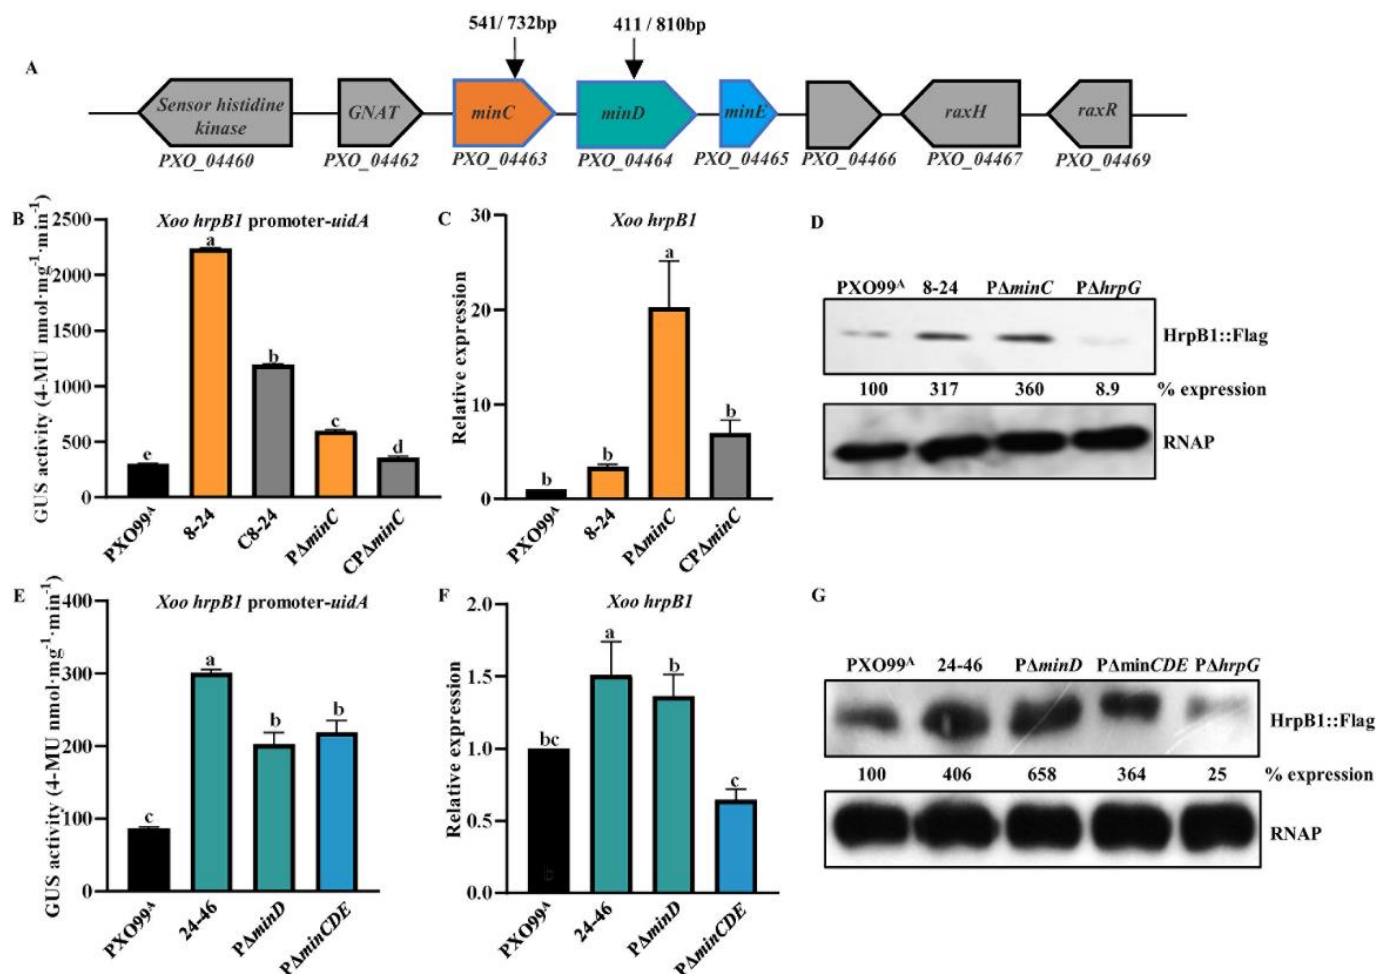 541/ 732bp
411 / 810bp
A
Sensor histidine
kinase
GNAT
minC
minD
minE
raxH
raxR
PXO_04460
PXO_04462
PXO_04463
PXO_04464
PXO_04465
PXO_04466
PXO_04467
PXO_04469
B
Xoo hrpB1 promoter-uidA
GUS activity (4-MU nmol·mg⁻¹·min⁻¹)
2500
2000
1500
1000
500
0
e
a
b
c
d
PXO99ᴬ
8-24
C8-24
PΔminC
CPΔminC
C
Xoo hrpB1
Relative expression
30
20
10
0
b
b
a
b
PXO99ᴬ
8-24
PΔminC
CPΔminC
D
PXO99ᴬ 8-24 PΔminC PΔhrpG
HrpB1::Flag
100 317 360 8.9 % expression
RNAP
E
Xoo hrpB1 promoter-uidA
GUS activity (4-MU nmol·mg⁻¹·min⁻¹)
400
300
200
100
0
c
a
b
b
PXO99ᴬ
24-46
PΔminD
PΔminCDE
F
Xoo hrpB1
Relative expression
2.0
1.5
1.0
0.5
0.0
bc
a
b
c
PXO99ᴬ
24-46
PΔminD
PΔminCDE
G
PXO99ᴬ 24-46 PΔminD PΔminCDE PΔhrpG
HrpB1::Flag
100 406 658 364 25 % expression
RNAP